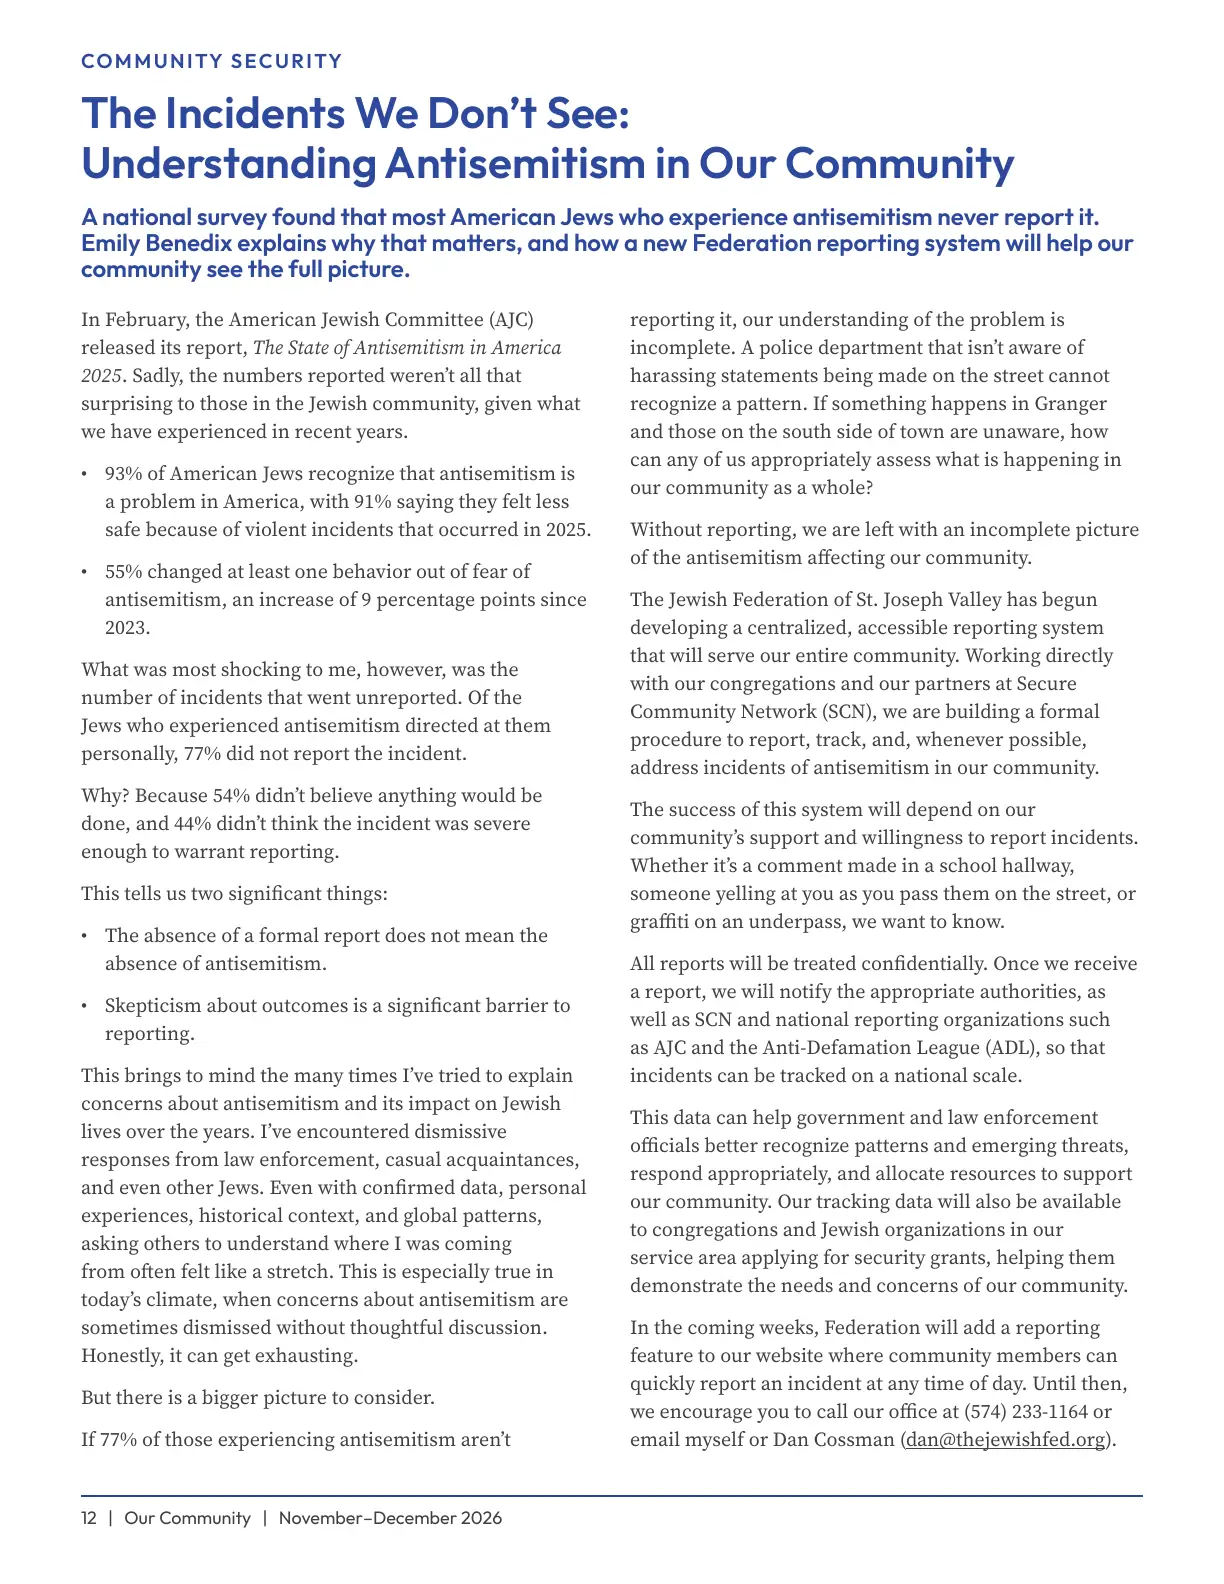 COMMUNITY SECURITY
The Incidents We Don’t See:
Understanding Antisemitism in Our Community
A national survey found that most American Jews who experience antisemitism never report it.
Emily Benedix explains why that matters, and how a new Federation reporting system will help our
community see the full picture.
In February, the American Jewish Committee (AJC)
released its report, The State of Antisemitism in America
2025. Sadly, the numbers reported weren’t all that
surprising to those in the Jewish community, given what
we have experienced in recent years.
• 93% of American Jews recognize that antisemitism is
a problem in America, with 91% saying they felt less
safe because of violent incidents that occurred in 2025.
• 55% changed at least one behavior out of fear of
antisemitism, an increase of 9 percentage points since
2023.
What was most shocking to me, however, was the
number of incidents that went unreported. Of the
Jews who experienced antisemitism directed at them
personally, 77% did not report the incident.
Why? Because 54% didn’t believe anything would be
done, and 44% didn’t think the incident was severe
enough to warrant reporting.
This tells us two significant things:
• The absence of a formal report does not mean the
absence of antisemitism.
• Skepticism about outcomes is a significant barrier to
reporting.
This brings to mind the many times I’ve tried to explain
concerns about antisemitism and its impact on Jewish
lives over the years. I’ve encountered dismissive
responses from law enforcement, casual acquaintances,
and even other Jews. Even with confirmed data, personal
experiences, historical context, and global patterns,
asking others to understand where I was coming
from often felt like a stretch. This is especially true in
today’s climate, when concerns about antisemitism are
sometimes dismissed without thoughtful discussion.
Honestly, it can get exhausting.
But there is a bigger picture to consider.
If 77% of those experiencing antisemitism aren’t
reporting it, our understanding of the problem is
incomplete. A police department that isn’t aware of
harassing statements being made on the street cannot
recognize a pattern. If something happens in Granger
and those on the south side of town are unaware, how
can any of us appropriately assess what is happening in
our community as a whole?
Without reporting, we are left with an incomplete picture
of the antisemitism affecting our community.
The Jewish Federation of St. Joseph Valley has begun
developing a centralized, accessible reporting system
that will serve our entire community. Working directly
with our congregations and our partners at Secure
Community Network (SCN), we are building a formal
procedure to report, track, and, whenever possible,
address incidents of antisemitism in our community.
The success of this system will depend on our
community’s support and willingness to report incidents.
Whether it’s a comment made in a school hallway,
someone yelling at you as you pass them on the street, or
graffiti on an underpass, we want to know.
All reports will be treated confidentially. Once we receive
a report, we will notify the appropriate authorities, as
well as SCN and national reporting organizations such
as AJC and the Anti-Defamation League (ADL), so that
incidents can be tracked on a national scale.
This data can help government and law enforcement
officials better recognize patterns and emerging threats,
respond appropriately, and allocate resources to support
our community. Our tracking data will also be available
to congregations and Jewish organizations in our
service area applying for security grants, helping them
demonstrate the needs and concerns of our community.
In the coming weeks, Federation will add a reporting
feature to our website where community members can
quickly report an incident at any time of day. Until then,
we encourage you to call our office at (574) 233-1164 or
email myself or Dan Cossman (dan@thejewishfed.org).
12 | Our Community | November–December 2026